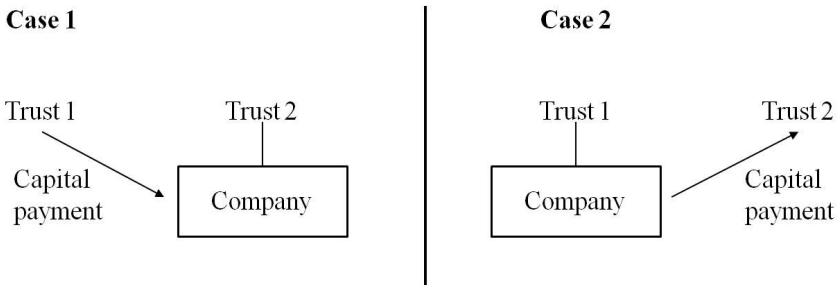 Case 1
Trust 1
Trust 2
Capital
payment
Company
Case 2
Trust 1
Trust 2
Company
Capital
payment